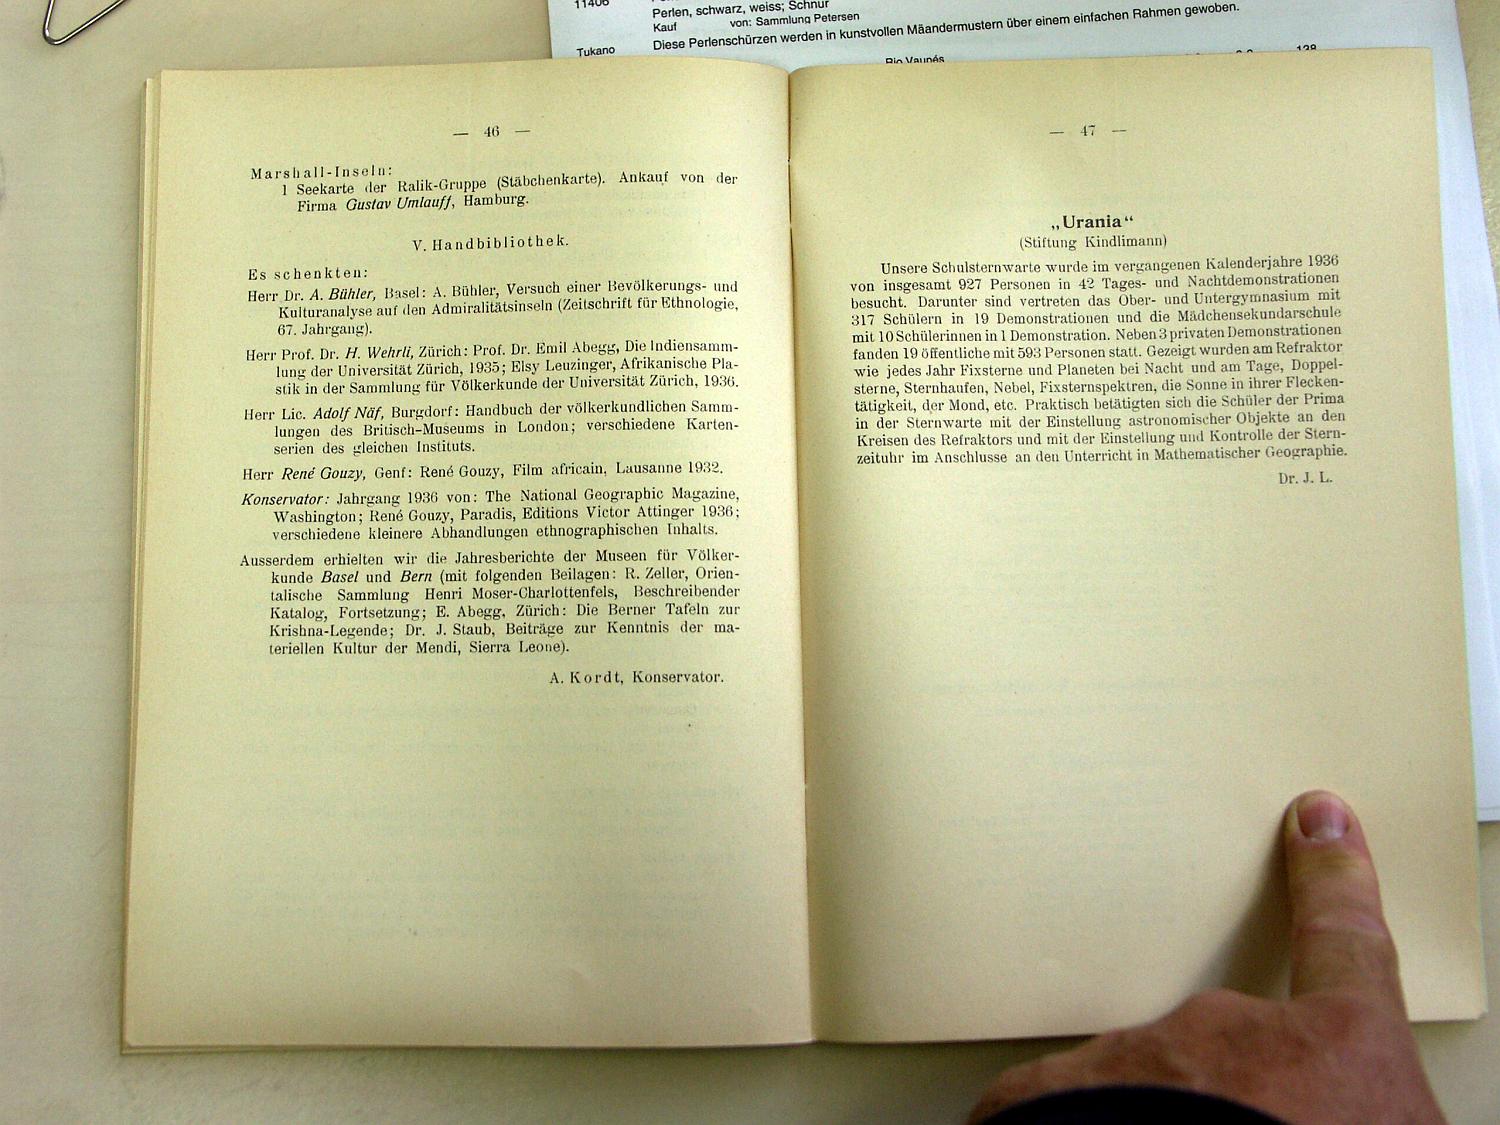 11406
Perlen, schwarz, weiss; Schnur
Kauf von: Sammlung Petersen
Tukano Diese Perlenschürzen werden in kunstvollen Mäandermustern über einem einfachen Rahmen gewoben.
Rio Vaupés
138
— 46 —
Marshall-Inseln:
1 Seekarte der Ralik-Gruppe (Stäbchenkarte). Ankauf von der
Firma Gustav Umlauff, Hamburg.
V. Handbibliothek.
Es schenkten:
Herr Dr. A. Bühler, Basel: A. Bühler, Versuch einer Bevölkerungs- und
Kulturanalyse auf den Admiralitätsinseln (Zeitschrift für Ethnologie,
67. Jahrgang).
Herr Prof. Dr. H. Wehrli, Zürich: Prof. Dr. Emil Abegg, Die Indiensamm-
lung der Universität Zürich, 1935; Elsy Leuzinger, Afrikanische Pla-
stik in der Sammlung für Völkerkunde der Universität Zürich, 1936.
Herr Lic. Adolf Näf, Burgdorf: Handbuch der völkerkundlichen Samm-
lungen des Britisch-Museums in London; verschiedene Karten-
serien des gleichen Instituts.
Herr René Gouzy, Genf: René Gouzy, Film africain, Lausanne 1932.
Konservator: Jahrgang 1936 von: The National Geographic Magazine,
Washington; René Gouzy, Paradis, Editions Victor Attinger 1936;
verschiedene kleinere Abhandlungen ethnographischen Inhalts.
Ausserdem erhielten wir die Jahresberichte der Museen für Völker-
kunde Basel und Bern (mit folgenden Beilagen: R. Zeller, Orien-
talische Sammlung Henri Moser-Charlottenfels, Beschreibender
Katalog, Fortsetzung; E. Abegg, Zürich: Die Berner Tafeln zur
Krishna-Legende; Dr. J. Staub, Beiträge zur Kenntnis der ma-
teriellen Kultur der Mendi, Sierra Leone).
A. Kordt, Konservator.
— 47 —
„Urania“
(Stiftung Kindlimann)
Unsere Schulsternwarte wurde im vergangenen Kalenderjahre 1936
von insgesamt 927 Personen in 42 Tages- und Nachtdemonstrationen
besucht. Darunter sind vertreten das Ober- und Untergymnasium mit
317 Schülern in 19 Demonstrationen und die Mädchensekundarschule
mit 10 Schülerinnen in 1 Demonstration. Neben 3 privaten Demonstrationen
fanden 19 öffentliche mit 593 Personen statt. Gezeigt wurden am Refraktor
wie jedes Jahr Fixsterne und Planeten bei Nacht und am Tage, Doppel-
sterne, Sternhaufen, Nebel, Fixsternspektren, die Sonne in ihrer Flecken-
tätigkeit, der Mond, etc. Praktisch betätigten sich die Schüler der Prima
in der Sternwarte mit der Einstellung astronomischer Objekte an den
Kreisen des Refraktors und mit der Einstellung und Kontrolle der Stern-
zeituhr im Anschlusse an den Unterricht in Mathematischer Geographie.
Dr. J. L.